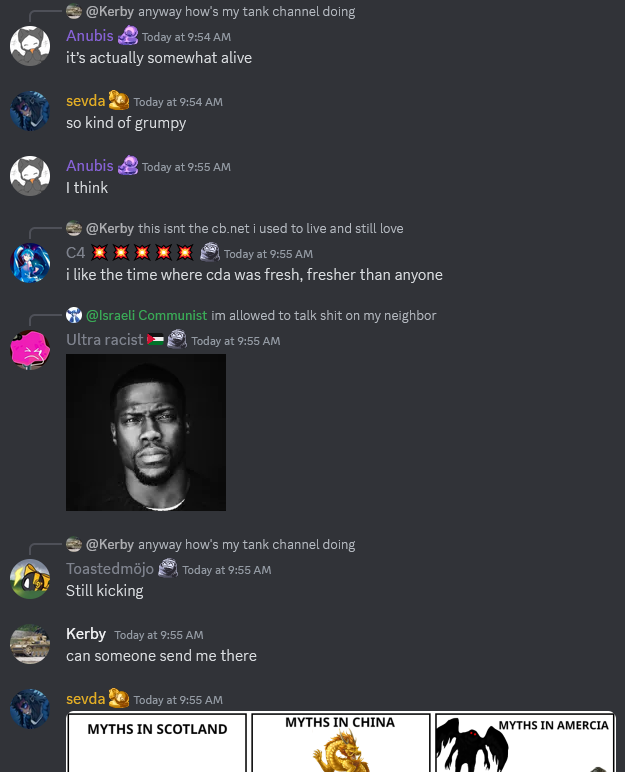 @Kerby anyway how's my tank channel doing
Anubis Today at 9:54 AM
it's actually somewhat alive
sevda Today at 9:54 AM
so kind of grumpy
Anubis Today at 9:55 AM
I think
@Kerby this isnt the cb.net i used to live and still love
C4 💥💥💥💥💥 Today at 9:55 AM
i like the time where cda was fresh, fresher than anyone
@Israeli Communist im allowed to talk shit on my neighbor
Ultra racist 🇵🇸 Today at 9:55 AM
@Kerby anyway how's my tank channel doing
Toastedmöjo Today at 9:55 AM
Still kicking
Kerby Today at 9:55 AM
can someone send me there
sevda Today at 9:55 AM
MYTHS IN SCOTLAND
MYTHS IN CHINA
MYTHS IN AMERCIA